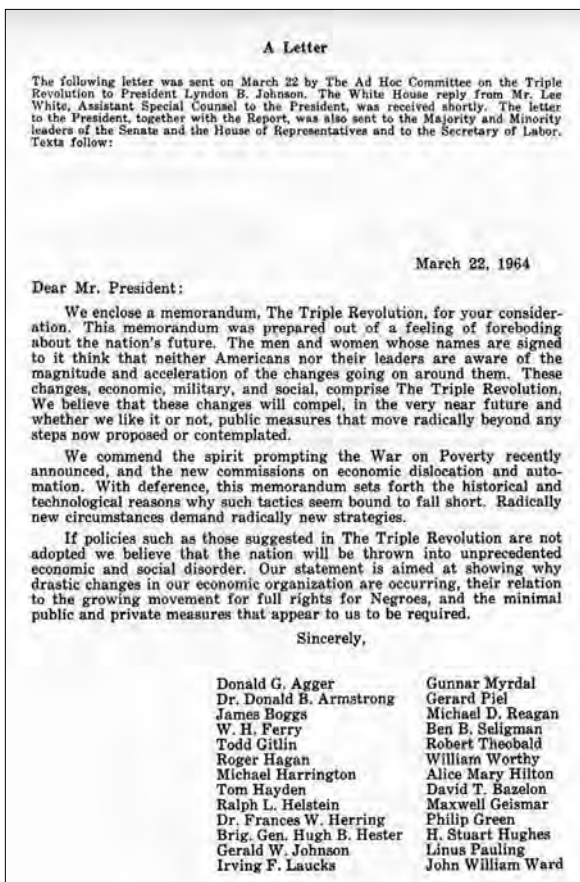 A Letter
The following letter was sent on March 22 by The Ad Hoc Committee on the Triple
Revolution to President Lyndon B. Johnson. The White House reply from Mr. Lee
White, Assistant Special Counsel to the President, was received shortly. The letter
to the President, together with the Report, was also sent to the Majority and Minority
leaders of the Senate and the House of Representatives and to the Secretary of Labor.
Texts follow:
March 22, 1964
Dear Mr. President:
We enclose a memorandum, The Triple Revolution, for your consider-
ation. This memorandum was prepared out of a feeling of foreboding
about the nation's future. The men and women whose names are signed
to it think that neither Americans nor their leaders are aware of the
magnitude and acceleration of the changes going on around them. These
changes, economic, military, and social, comprise The Triple Revolution.
We believe that these changes will compel, in the very near future and
whether we like it or not, public measures that move radically beyond any
steps now proposed or contemplated.
We commend the spirit prompting the War on Poverty recently
announced, and the new commissions on economic dislocation and auto-
mation. With deference, this memorandum sets forth the historical and
technological reasons why such tactics seem bound to fall short. Radically
new circumstances demand radically new strategies.
If policies such as those suggested in The Triple Revolution are not
adopted we believe that the nation will be thrown into unprecedented
economic and social disorder. Our statement is aimed at showing why
drastic changes in our economic organization are occurring, their relation
to the growing movement for full rights for Negroes, and the minimal
public and private measures that appear to us to be required.
Sincerely,
Donald G. Agger
Dr. Donald B. Armstrong
James Boggs
W. H. Ferry
Todd Gitlin
Roger Hagan
Michael Harrington
Tom Hayden
Ralph L. Helstein
Dr. Frances W. Herring
Brig. Gen. Hugh B. Hester
Gerald W. Johnson
Irving F. Laucks
Gunnar Myrdal
Gerard Piel
Michael D. Reagan
Ben B. Seligman
Robert Theobald
William Worthy
Alice Mary Hilton
David T. Bazelon
Maxwell Geismar
Philip Green
H. Stuart Hughes
Linus Pauling
John William Ward